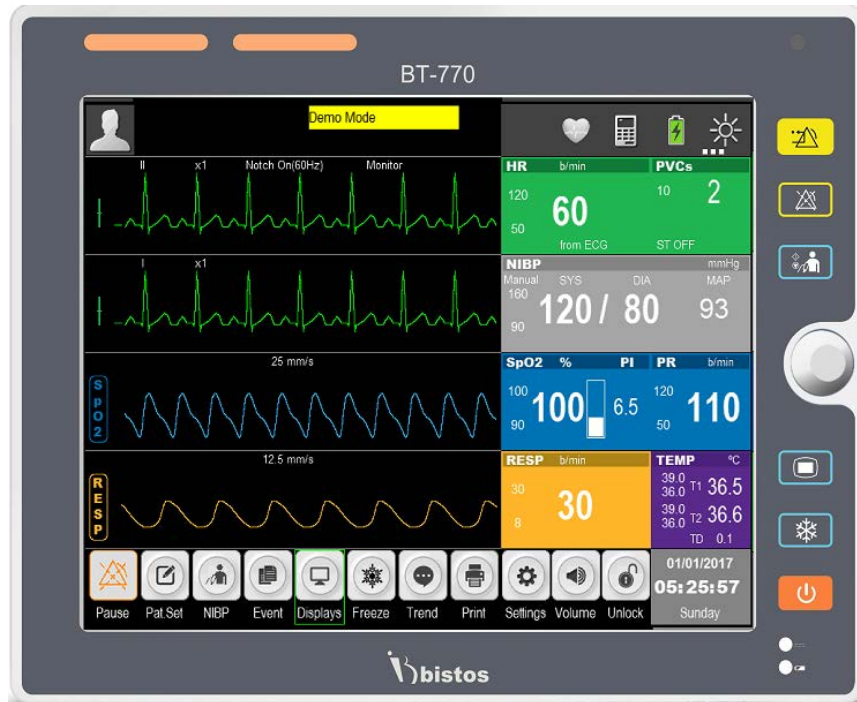 BT-770
Demo Mode
II x1 Notch On(60Hz) Monitor
HR b/min
120
60
50
from ECG
PVCs
10
2
ST OFF
I x1
NIBP mmHg
Manual SYS DIA MAP
160
90
120 / 80
93
25 mm/s
SpO2
SpO2 % PI
100
90
100
6.5
PR b/min
120
50
110
12.5 mm/s
RESP
RESP b/min
30
8
30
TEMP °C
39.0
36.0
T1 36.5
39.0
36.0
T2 36.6
TD 0.1
Pause Pat.Set NIBP Event Displays Freeze Trend Print Settings Volume Unlock
01/01/2017
05:25:57
Sunday
bistos